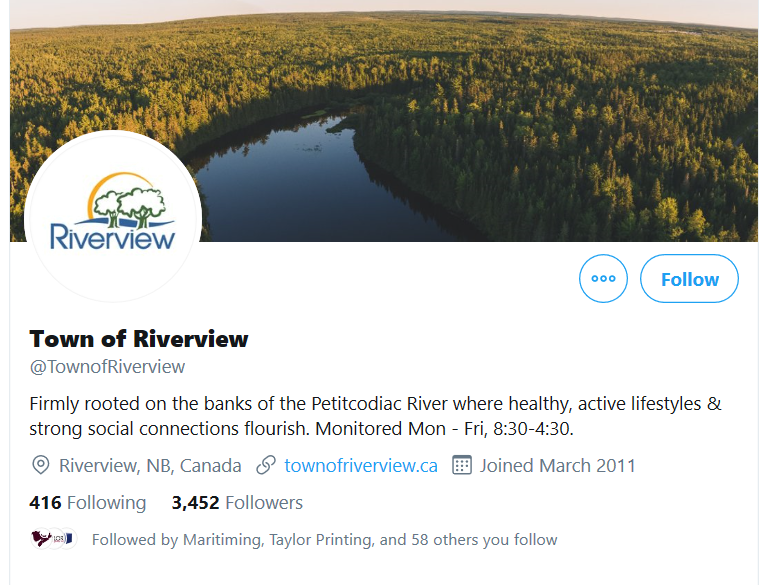 Riverview
Follow
Town of Riverview
@TownofRiverview
Firmly rooted on the banks of the Petitcodiac River where healthy, active lifestyles &
strong social connections flourish. Monitored Mon - Fri, 8:30-4:30.
Riverview, NB, Canada townofriverview.ca Joined March 2011
416 Following 3,452 Followers
Followed by Maritiming, Taylor Printing, and 58 others you follow